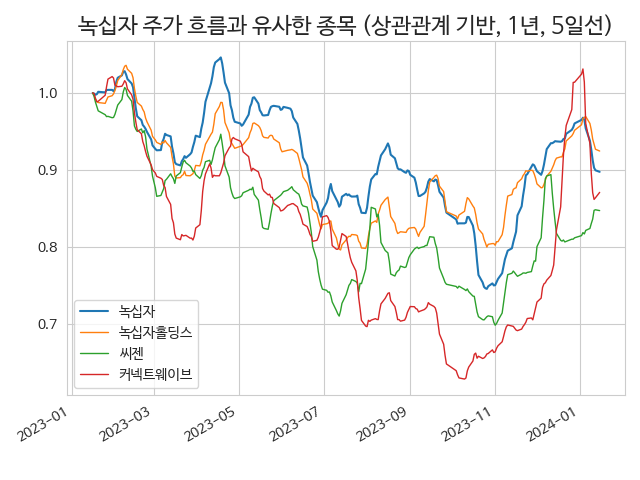 녹십자 주가 흐름과 유사한 종목 (상관관계 기반, 1년, 5일선)
1.0
0.9
0.8
0.7
녹십자
녹십자홀딩스
씨젠
커넥트웨이브
2023-01
2023-03
2023-05
2023-07
2023-09
2023-11
2024-01